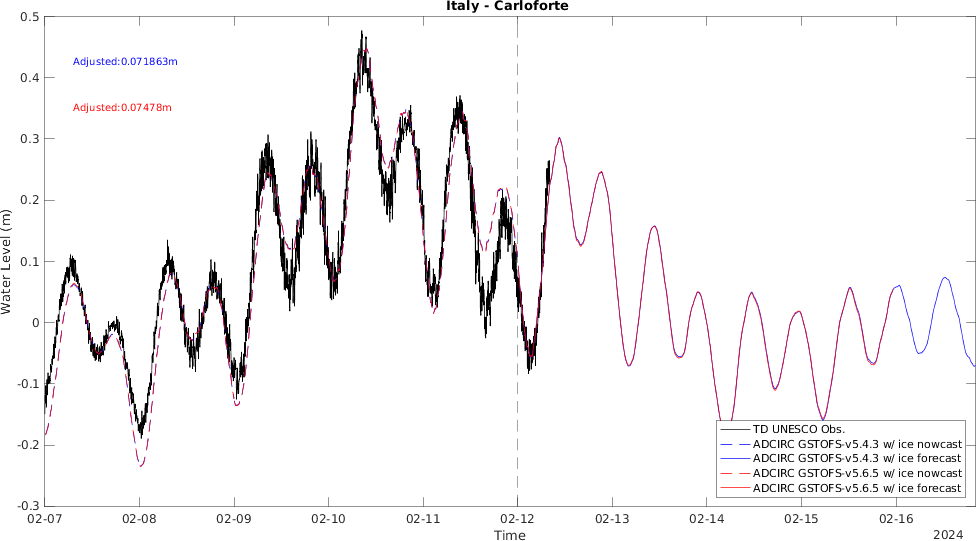 Italy - Carloforte
Adjusted:0.071863m
Adjusted:0.07478m
Water Level (m)
0.5
0.4
0.3
0.2
0.1
0
-0.1
-0.2
-0.3
TD UNESCO Obs.
ADCIRC GSTOFS-v5.4.3 w/ ice nowcast
ADCIRC GSTOFS-v5.4.3 w/ ice forecast
ADCIRC GSTOFS-v5.6.5 w/ ice nowcast
ADCIRC GSTOFS-v5.6.5 w/ ice forecast
02-07 02-08 02-09 02-10 02-11 02-12 02-13 02-14 02-15 02-16
Time
2024